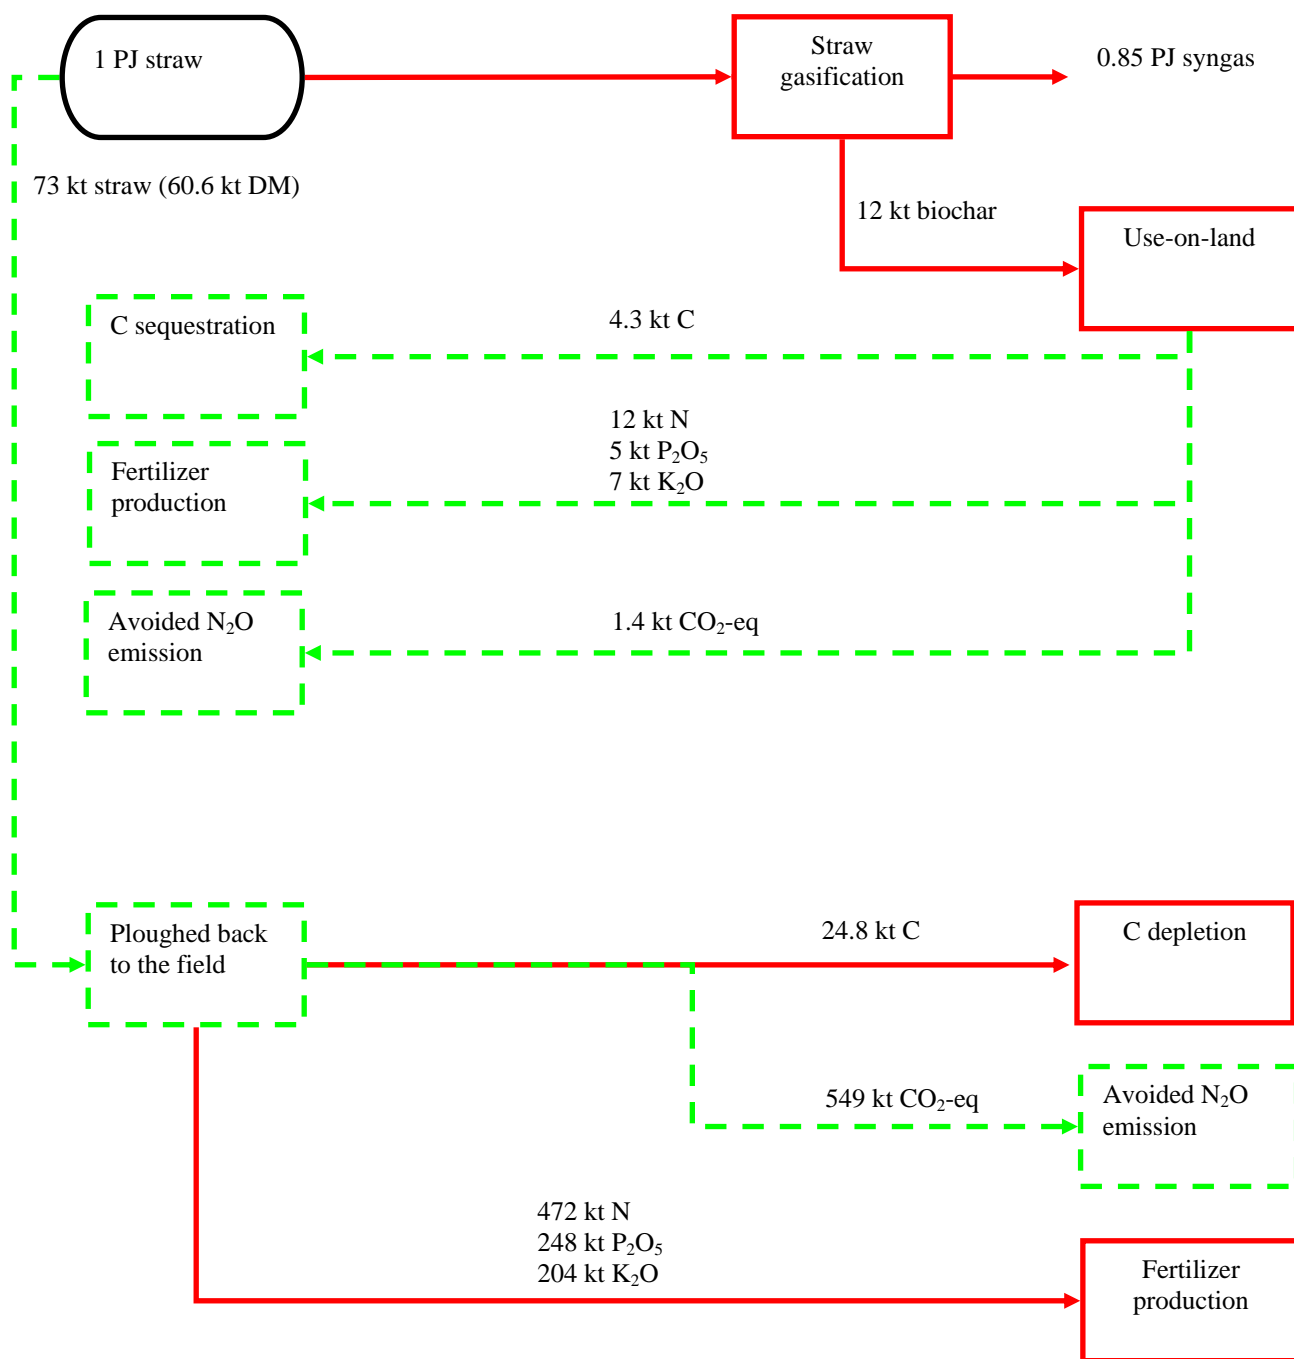 1 PJ straw
Straw
gasification
0.85 PJ syngas
73 kt straw (60.6 kt DM)
12 kt biochar
Use-on-land
C sequestration
4.3 kt C
12 kt N
5 kt P₂O₅
7 kt K₂O
Fertilizer
production
Avoided N₂O
emission
1.4 kt CO₂-eq
Ploughed back
to the field
24.8 kt C
C depletion
549 kt CO₂-eq
Avoided N₂O
emission
472 kt N
248 kt P₂O₅
204 kt K₂O
Fertilizer
production